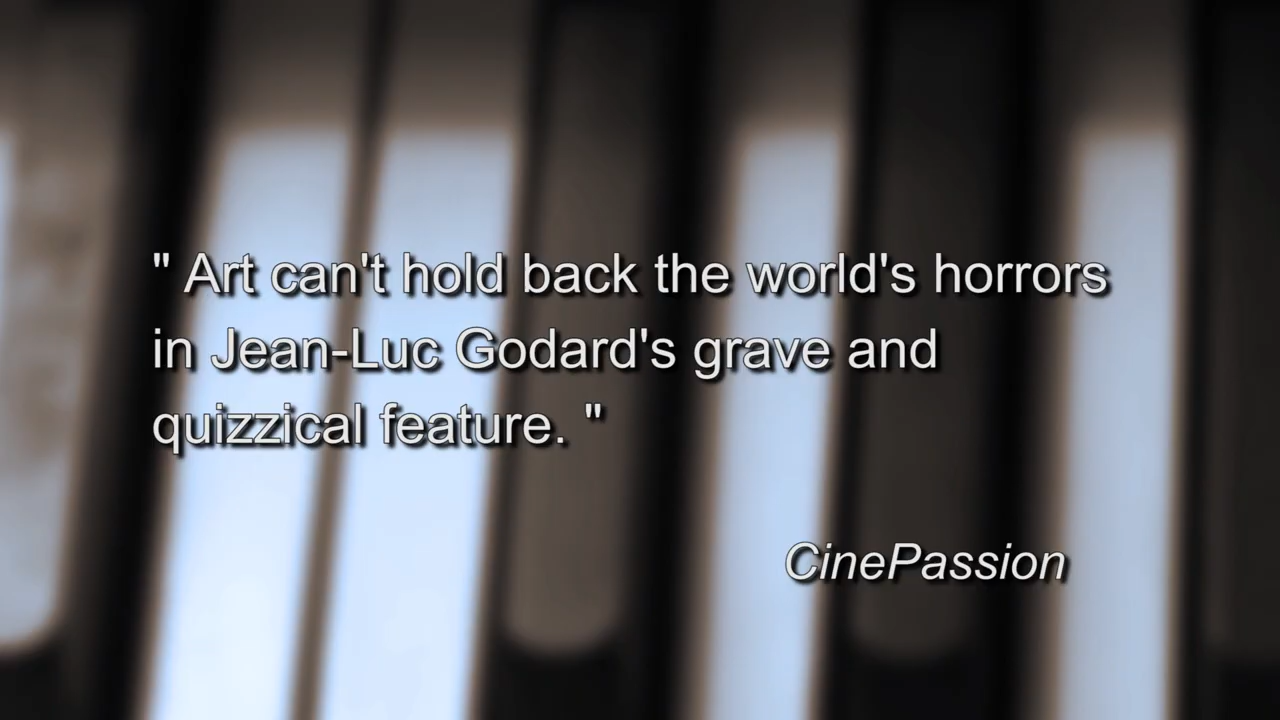 " Art can't hold back the world's horrors
in Jean-Luc Godard's grave and
quizzical feature. "
CinePassion